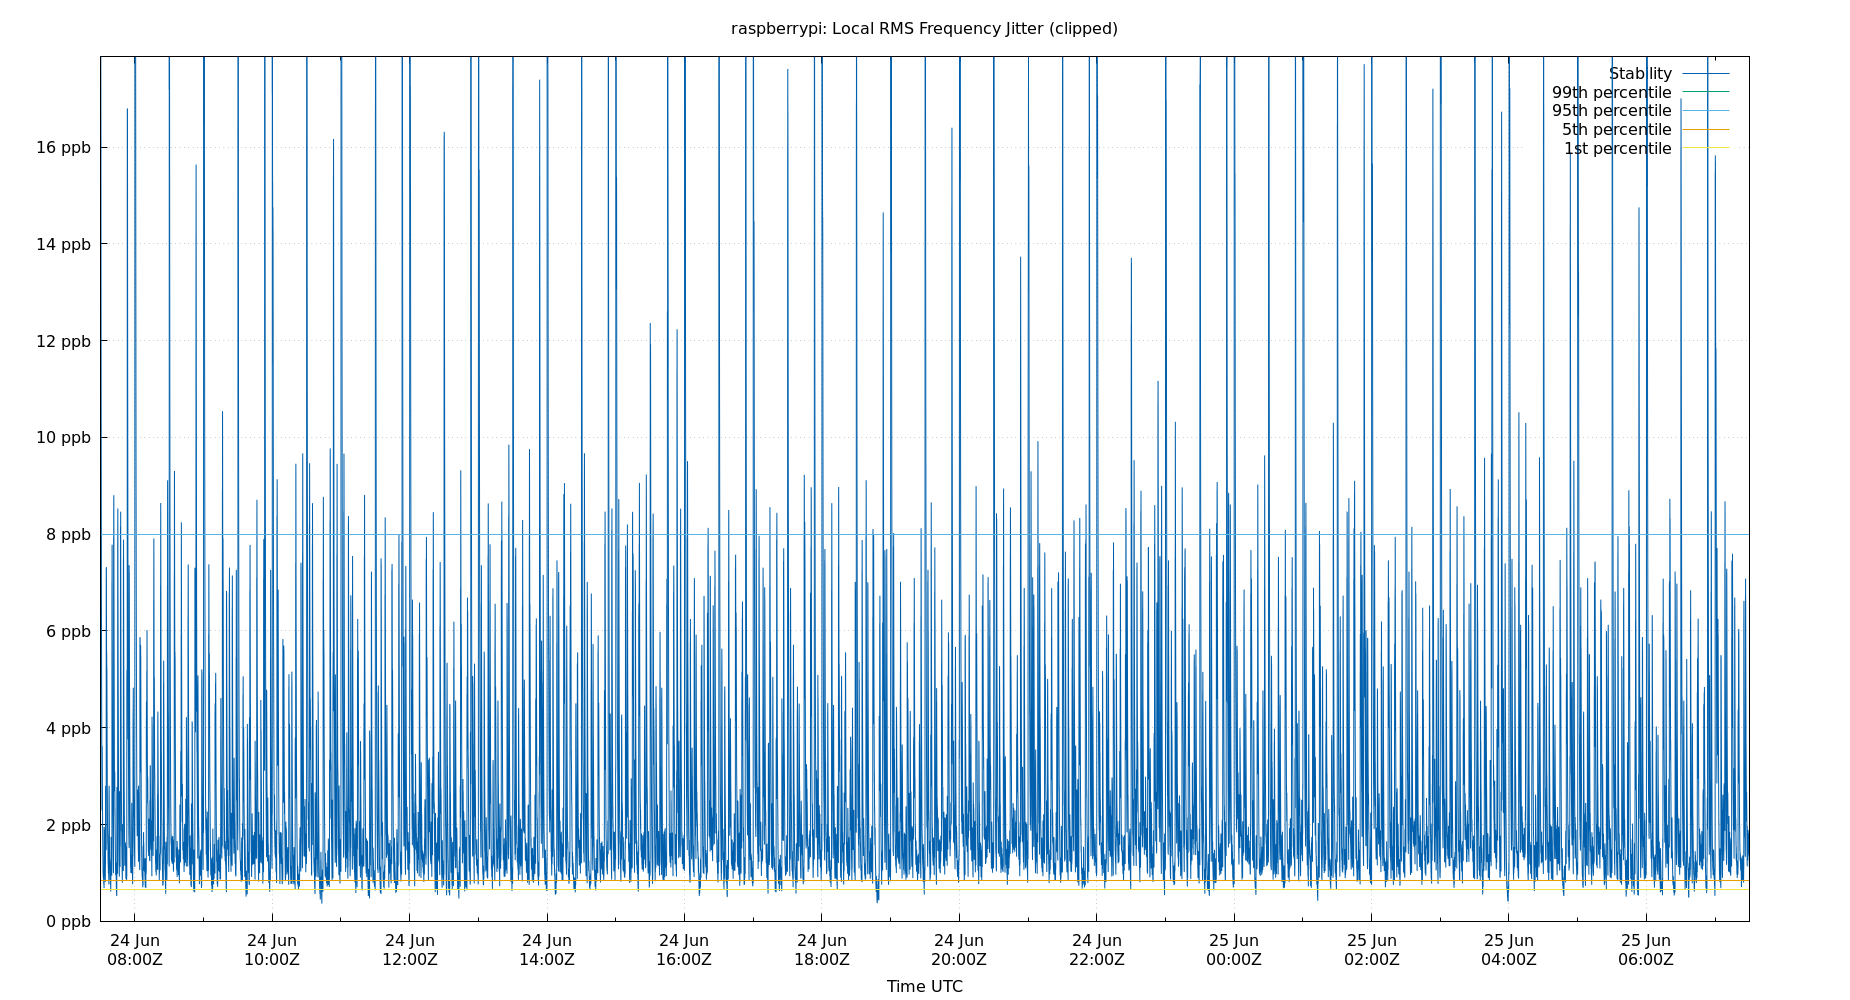 raspberrypi: Local RMS Frequency Jitter (clipped)
Stability
99th percentile
95th percentile
5th percentile
1st percentile
16 ppb
14 ppb
12 ppb
10 ppb
8 ppb
6 ppb
4 ppb
2 ppb
0 ppb
24 Jun 24 Jun 24 Jun 24 Jun 24 Jun 24 Jun 24 Jun 24 Jun 25 Jun 25 Jun 25 Jun 25 Jun
08:00Z 10:00Z 12:00Z 14:00Z 16:00Z 18:00Z 20:00Z 22:00Z 00:00Z 02:00Z 04:00Z 06:00Z
Time UTC